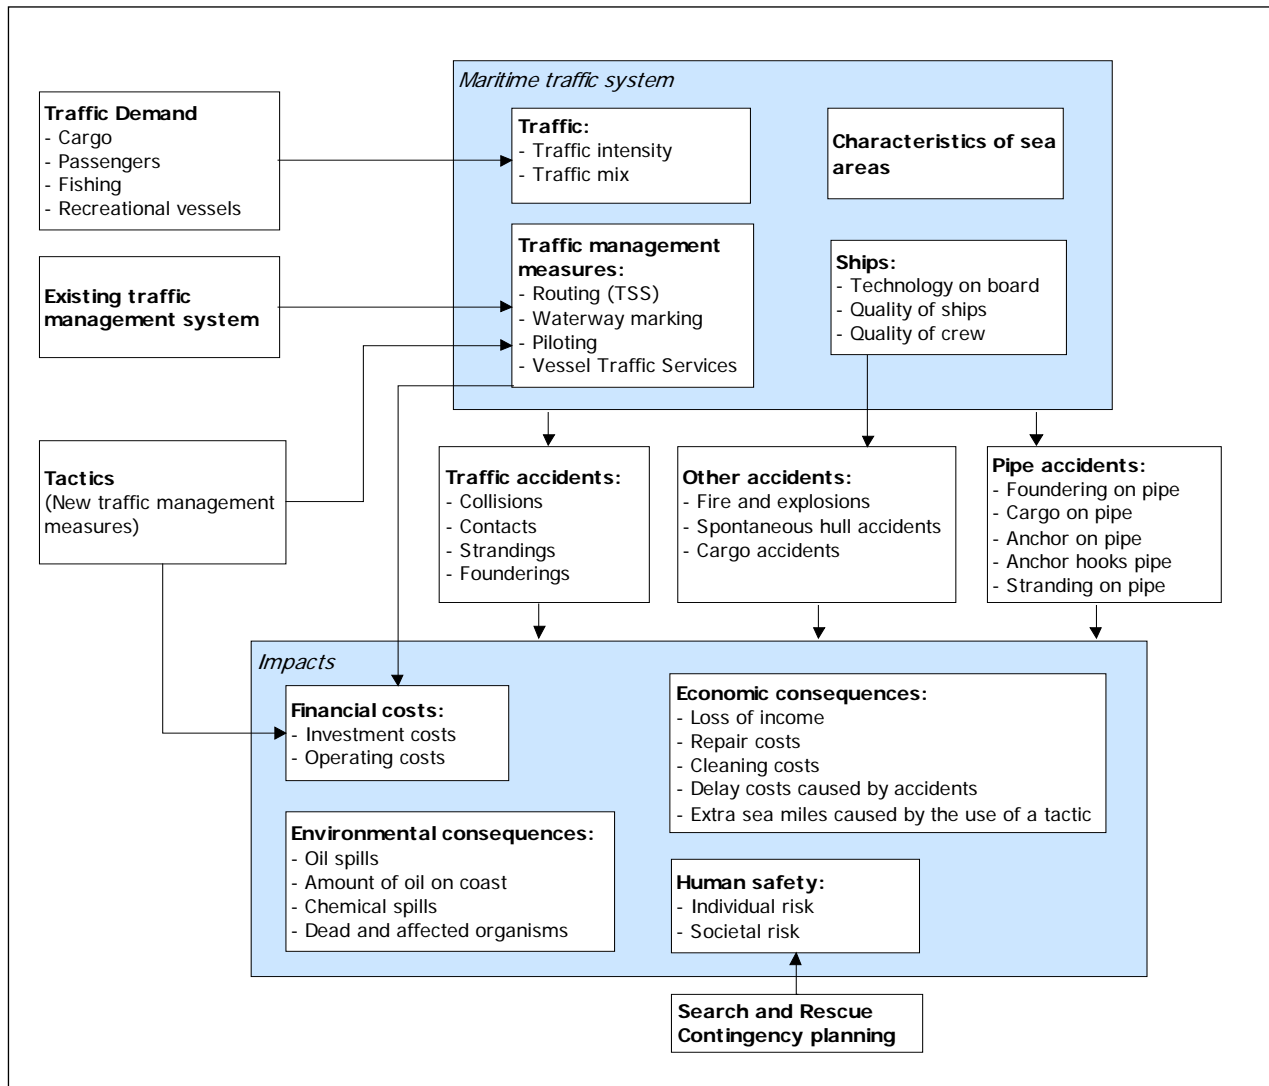 Maritime traffic system
Traffic Demand
- Cargo
- Passengers
- Fishing
- Recreational vessels
Traffic:
- Traffic intensity
- Traffic mix
Characteristics of sea
areas
Existing traffic
management system
Traffic management
measures:
- Routing (TSS)
- Waterway marking
- Piloting
- Vessel Traffic Services
Ships:
- Technology on board
- Quality of ships
- Quality of crew
Tactics
(New traffic management
measures)
Traffic accidents:
- Collisions
- Contacts
- Strandings
- Founderings
Other accidents:
- Fire and explosions
- Spontaneous hull accidents
- Cargo accidents
Pipe accidents:
- Foundering on pipe
- Cargo on pipe
- Anchor on pipe
- Anchor hooks pipe
- Stranding on pipe
Impacts
Financial costs:
- Investment costs
- Operating costs
Economic consequences:
- Loss of income
- Repair costs
- Cleaning costs
- Delay costs caused by accidents
- Extra sea miles caused by the use of a tactic
Environmental consequences:
- Oil spills
- Amount of oil on coast
- Chemical spills
- Dead and affected organisms
Human safety:
- Individual risk
- Societal risk
Search and Rescue
Contingency planning